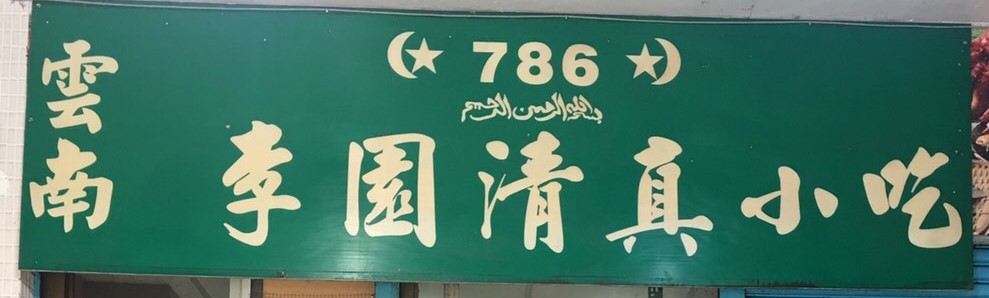 雲南
786
بسم الله الرحمن الرحيم
李園清真小吃